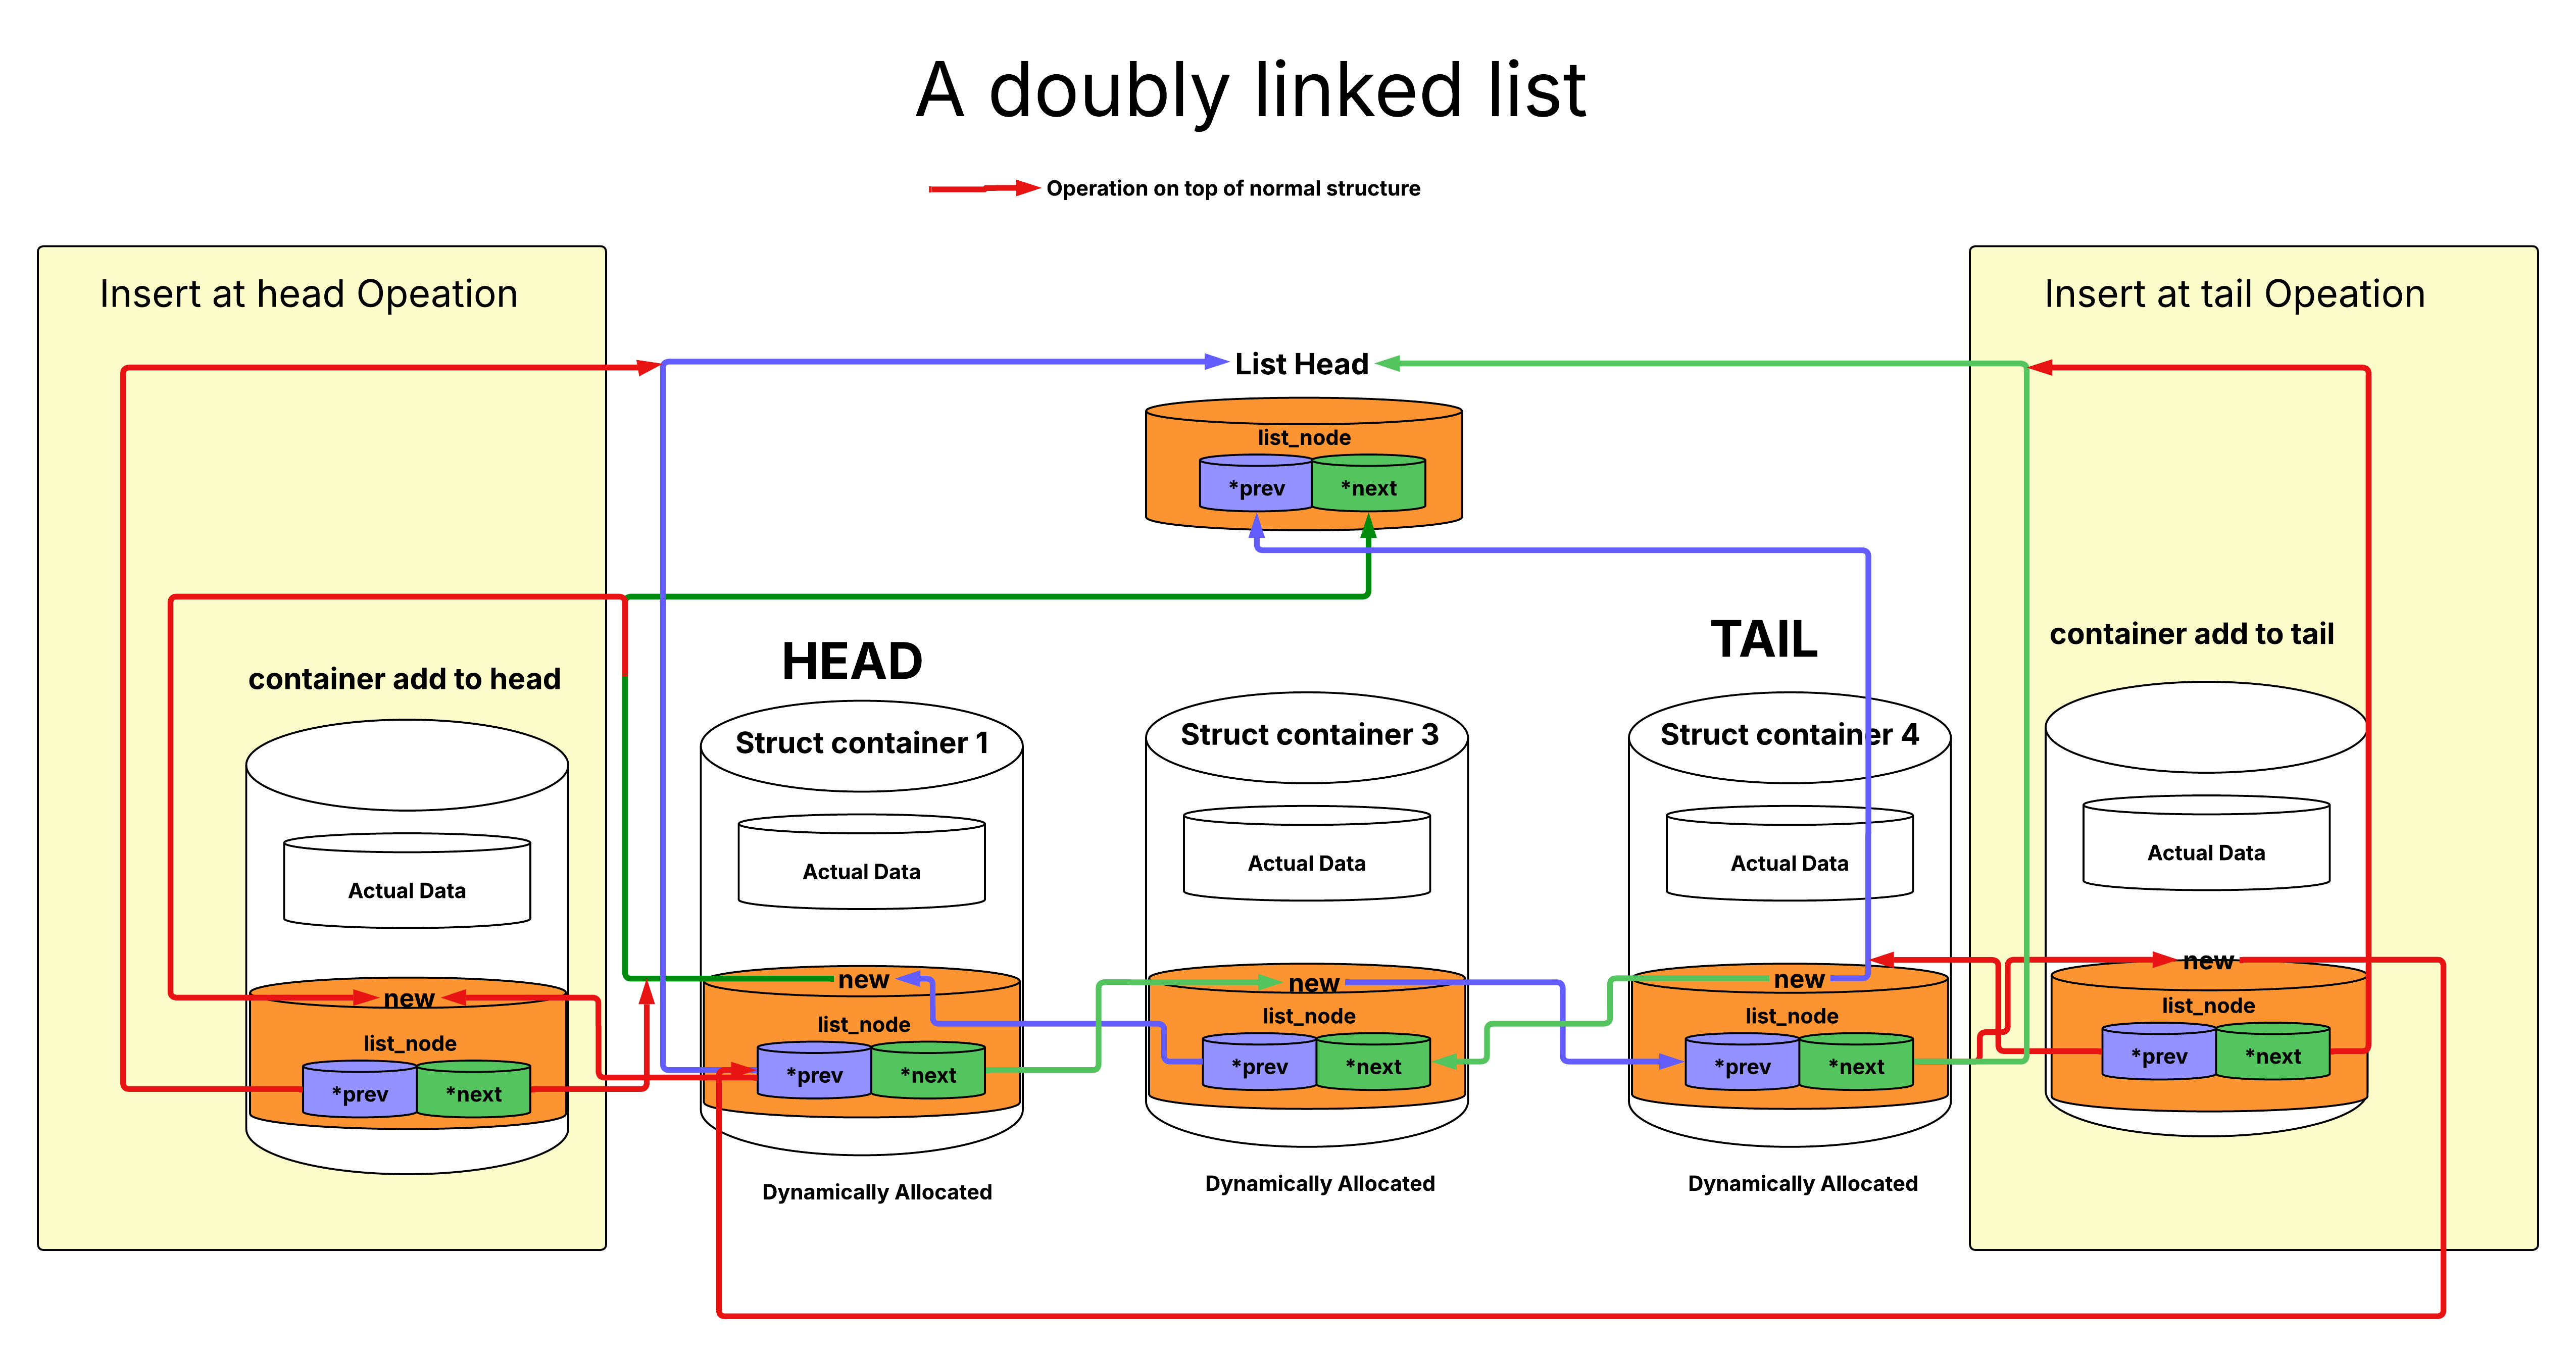 A doubly linked list
Operation on top of normal structure
Insert at head Opeation
Insert at tail Opeation
List Head
list_node
*prev
*next
HEAD
TAIL
container add to head
container add to tail
Struct container 1
Struct container 3
Struct container 4
Actual Data
Actual Data
Actual Data
Actual Data
Actual Data
new
new
new
new
new
list_node
list_node
list_node
list_node
list_node
*prev
*next
*prev
*next
*prev
*next
*prev
*next
*prev
*next
Dynamically Allocated
Dynamically Allocated
Dynamically Allocated